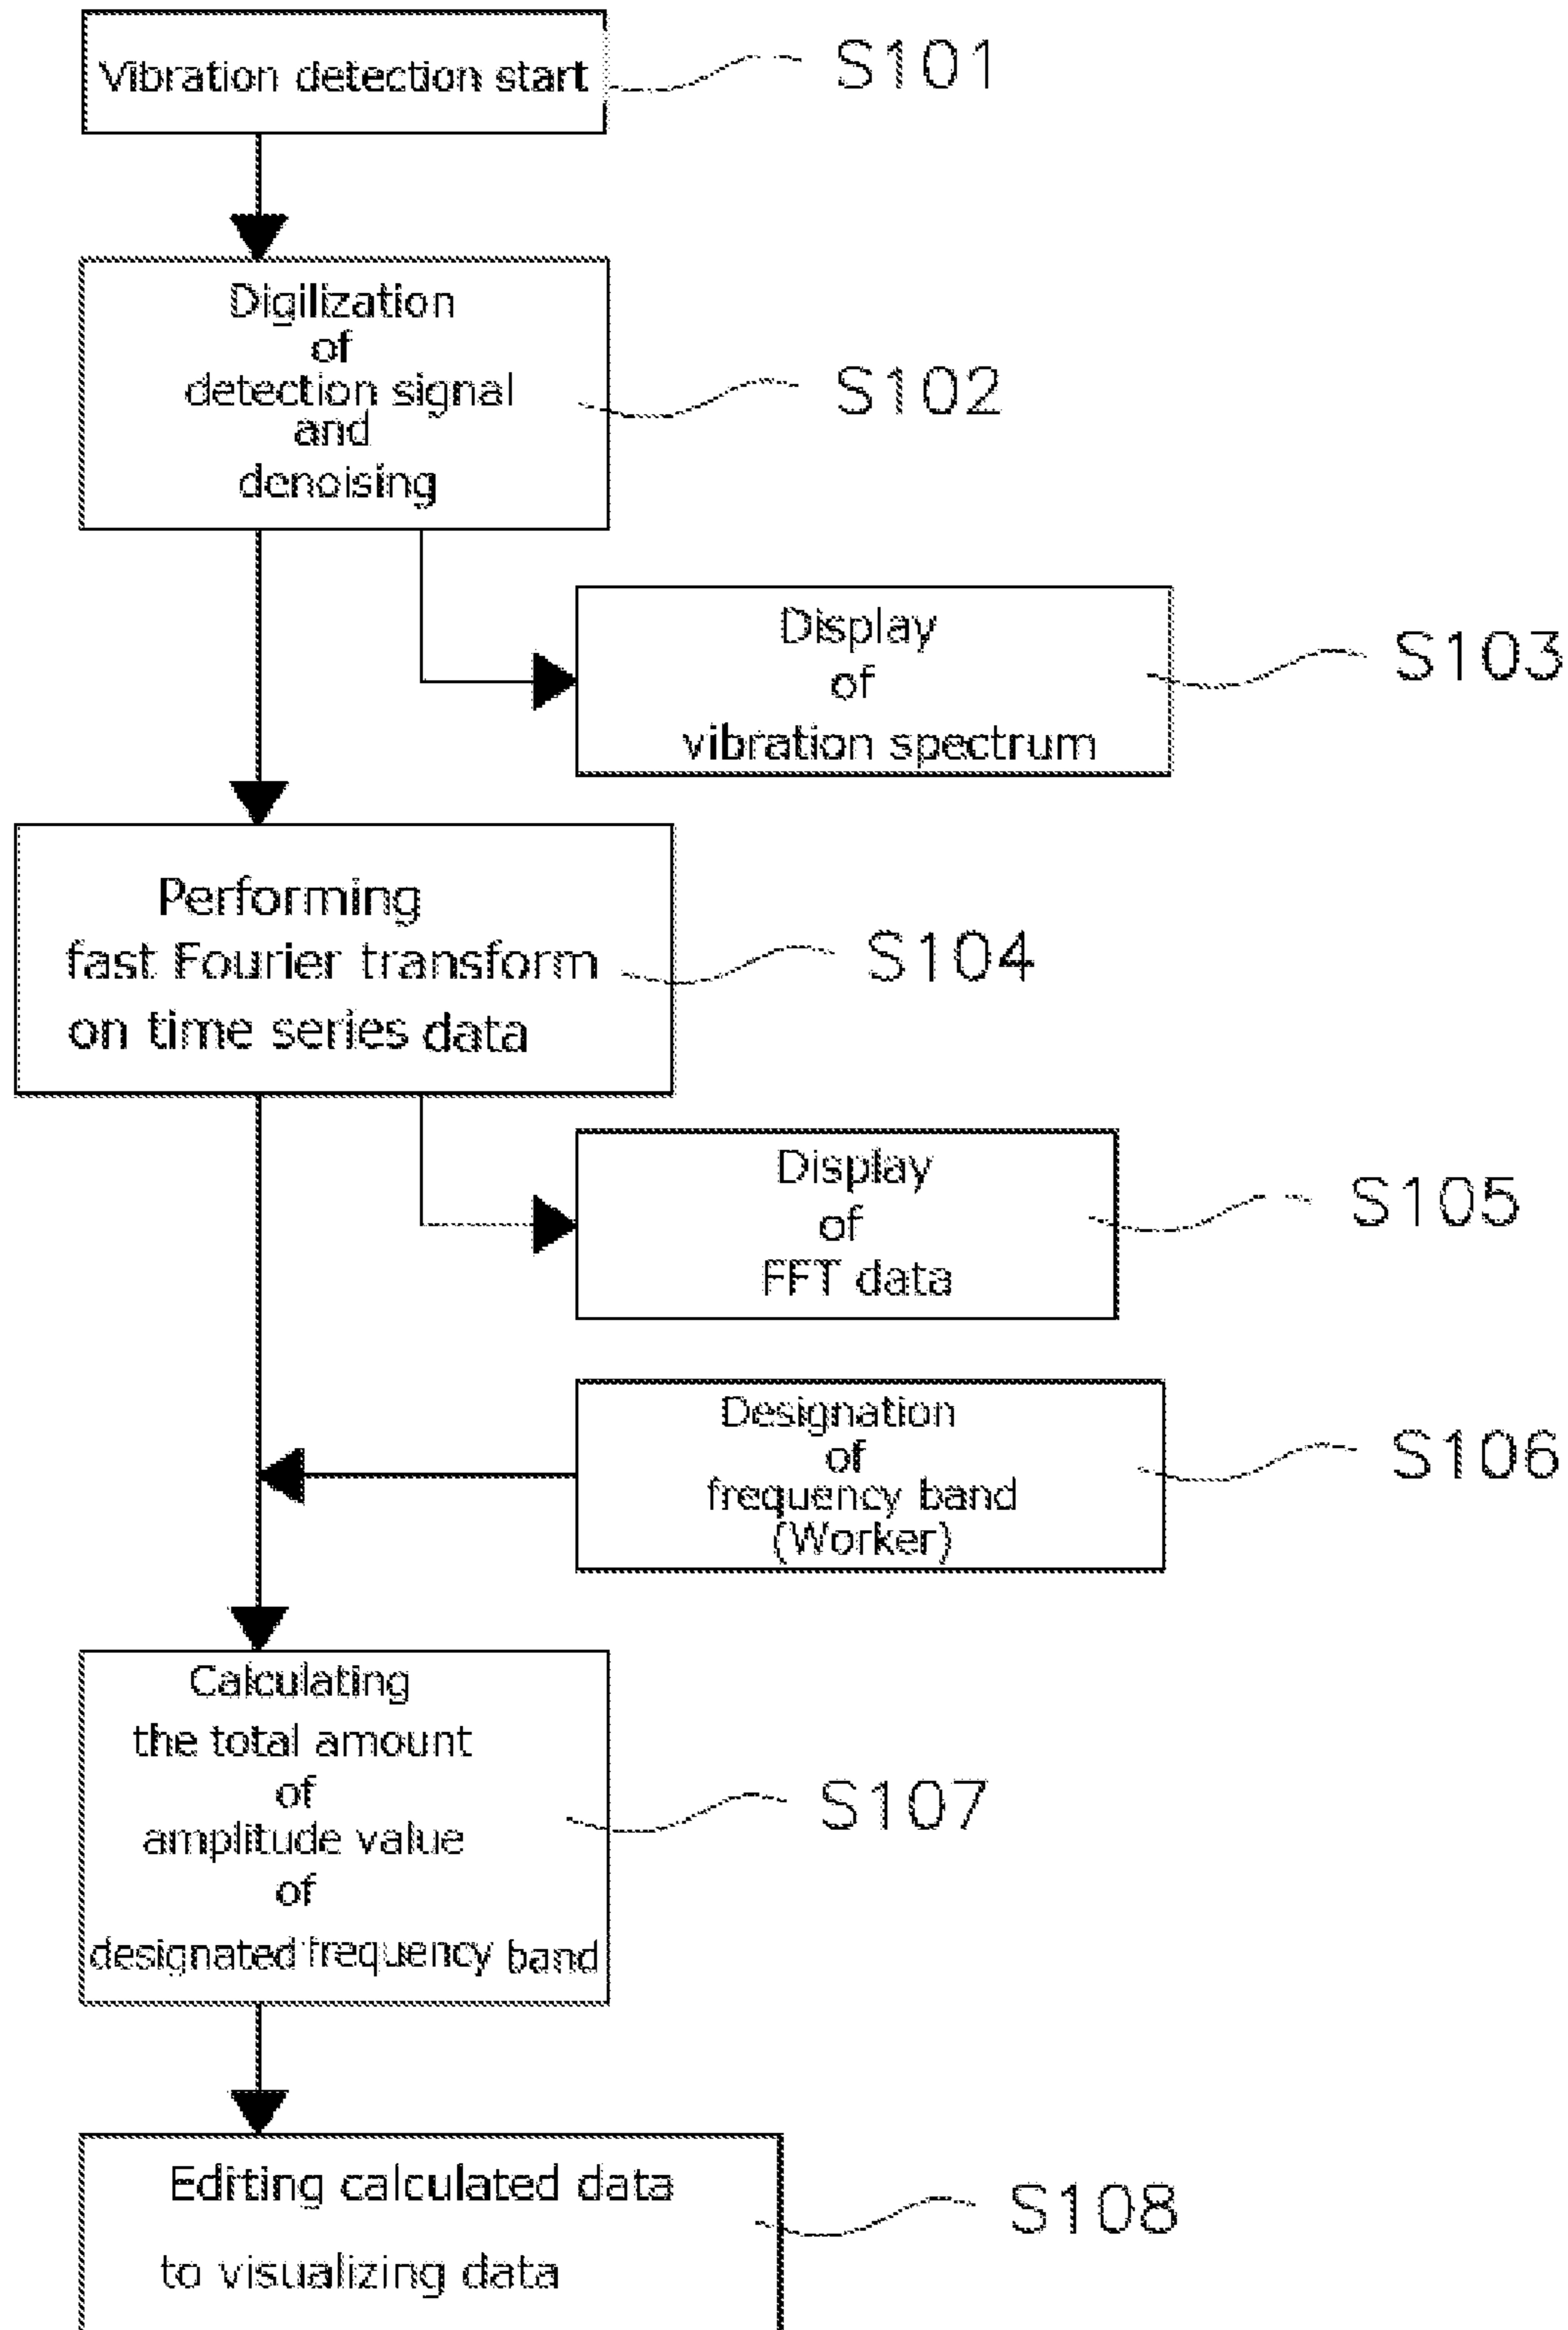 Vibration detection start
S101
Digilization
of
detection signal
and
denoising
S102
Display
of
vibration spectrum
S103
Performing
fast Fourier transform
on time series data
S104
Display
of
FFT data
S105
Designation
of
frequency band
(Worker)
S106
Calculating
the total amount
of
amplitude value
of
designated frequency band
S107
Editing calculated data
to visualizing data
S108